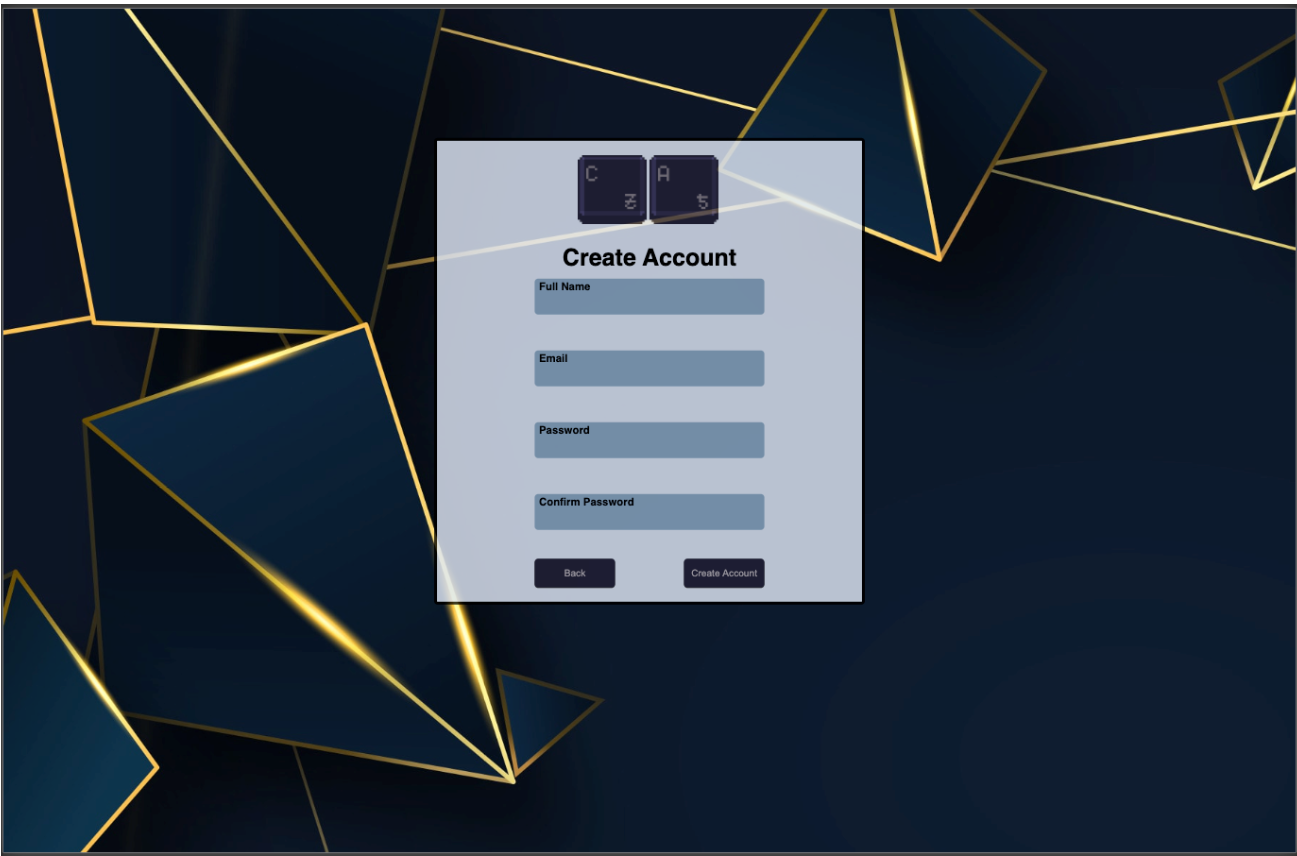 C A
Create Account
Full Name
Email
Password
Confirm Password
Back Create Account